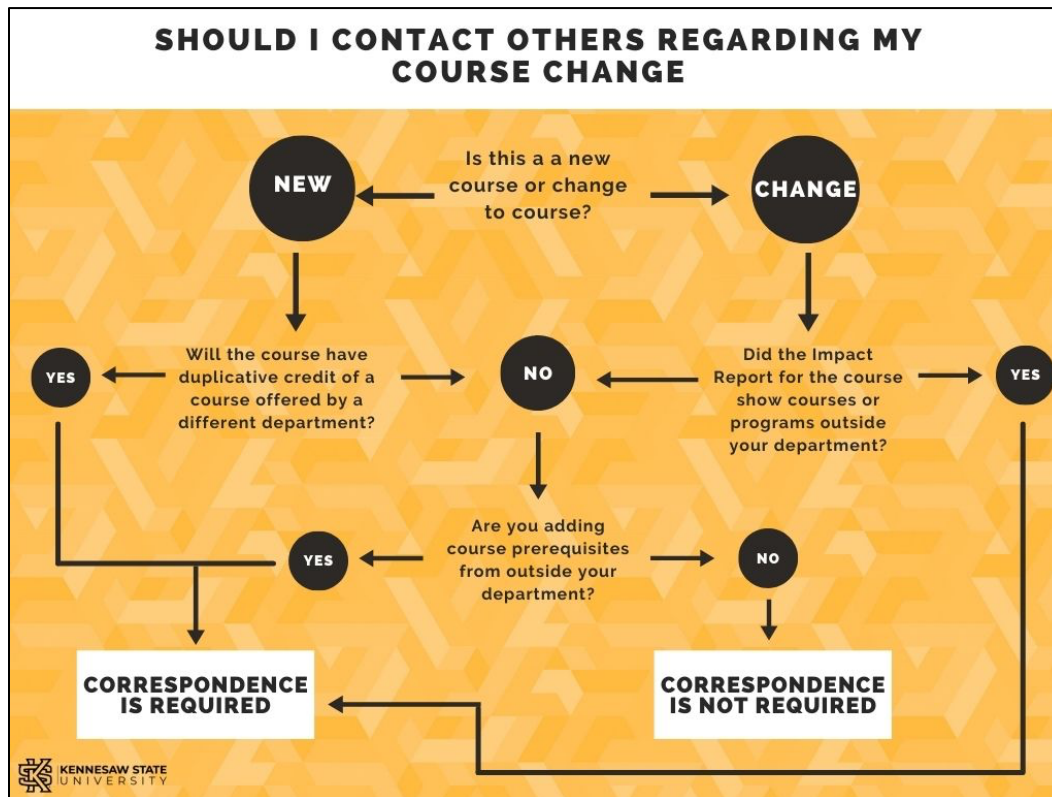 SHOULD I CONTACT OTHERS REGARDING MY
COURSE CHANGE
Is this a a new
course or change
to course?
NEW
CHANGE
YES
Will the course have
duplicative credit of a
course offered by a
different department?
NO
Did the Impact
Report for the course
show courses or
programs outside
your department?
YES
YES
Are you adding
course prerequisites
from outside your
department?
NO
CORRESPONDENCE
IS REQUIRED
CORRESPONDENCE
IS NOT REQUIRED
KS
KENNESAW STATE
UNIVERSITY